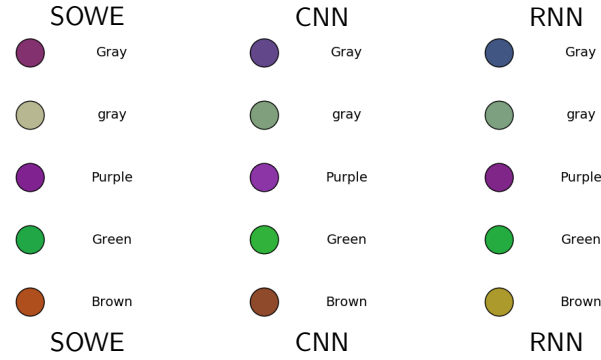 SOWE CNN RNN
Gray Gray Gray
gray gray gray
Purple Purple Purple
Green Green Green
Brown Brown Brown
SOWE CNN RNN